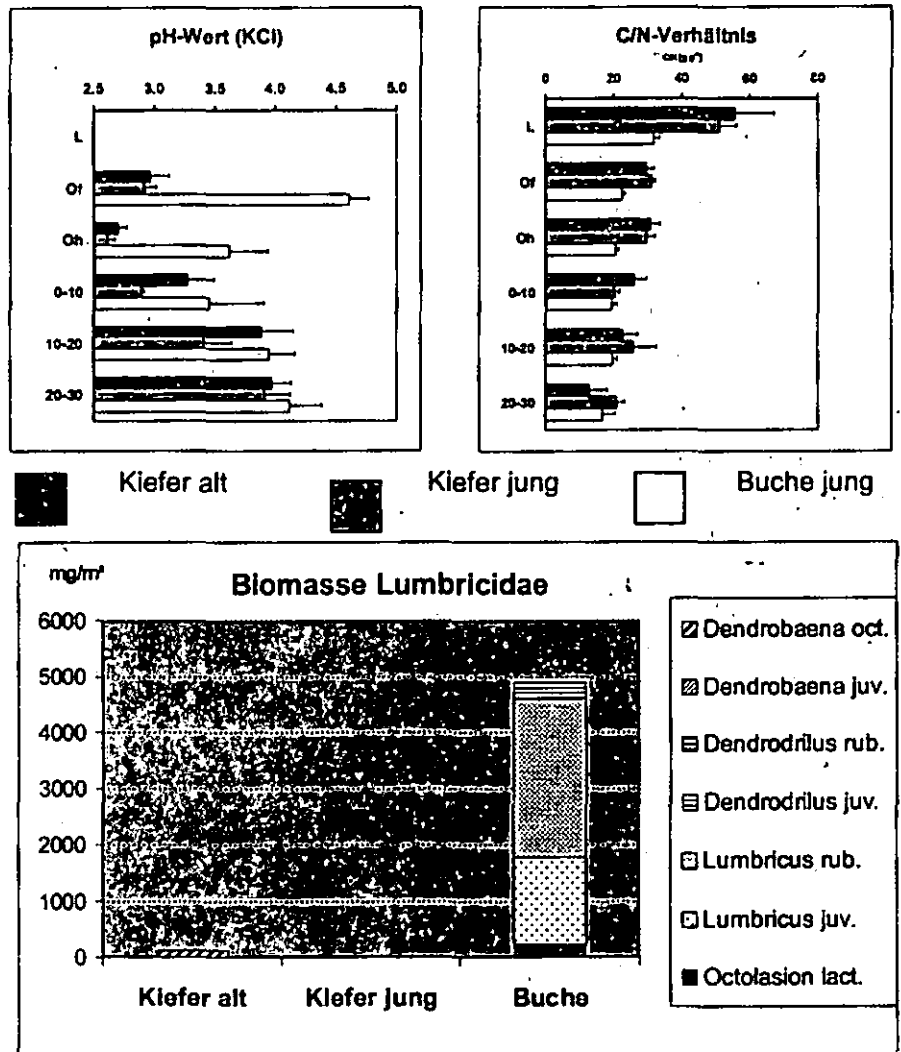 pH-Wert (KCl)
2.5 3.0 3.5 4.0 4.5 5.0
L
Of
Oh
0-10
10-20
20-30
C/N-Verhältnis
0 20 40 60 80
L
Of
Oh
0-10
10-20
20-30
Kiefer alt
Kiefer jung
Buche jung
mg/m²
Biomasse Lumbricidae
6000
5000
4000
3000
2000
1000
0
Kiefer alt
Kiefer jung
Buche
Dendrobaena oct.
Dendrobaena juv.
Dendrodrilus rub.
Dendrodrilus juv.
Lumbricus rub.
Lumbricus juv.
Octolasion lact.